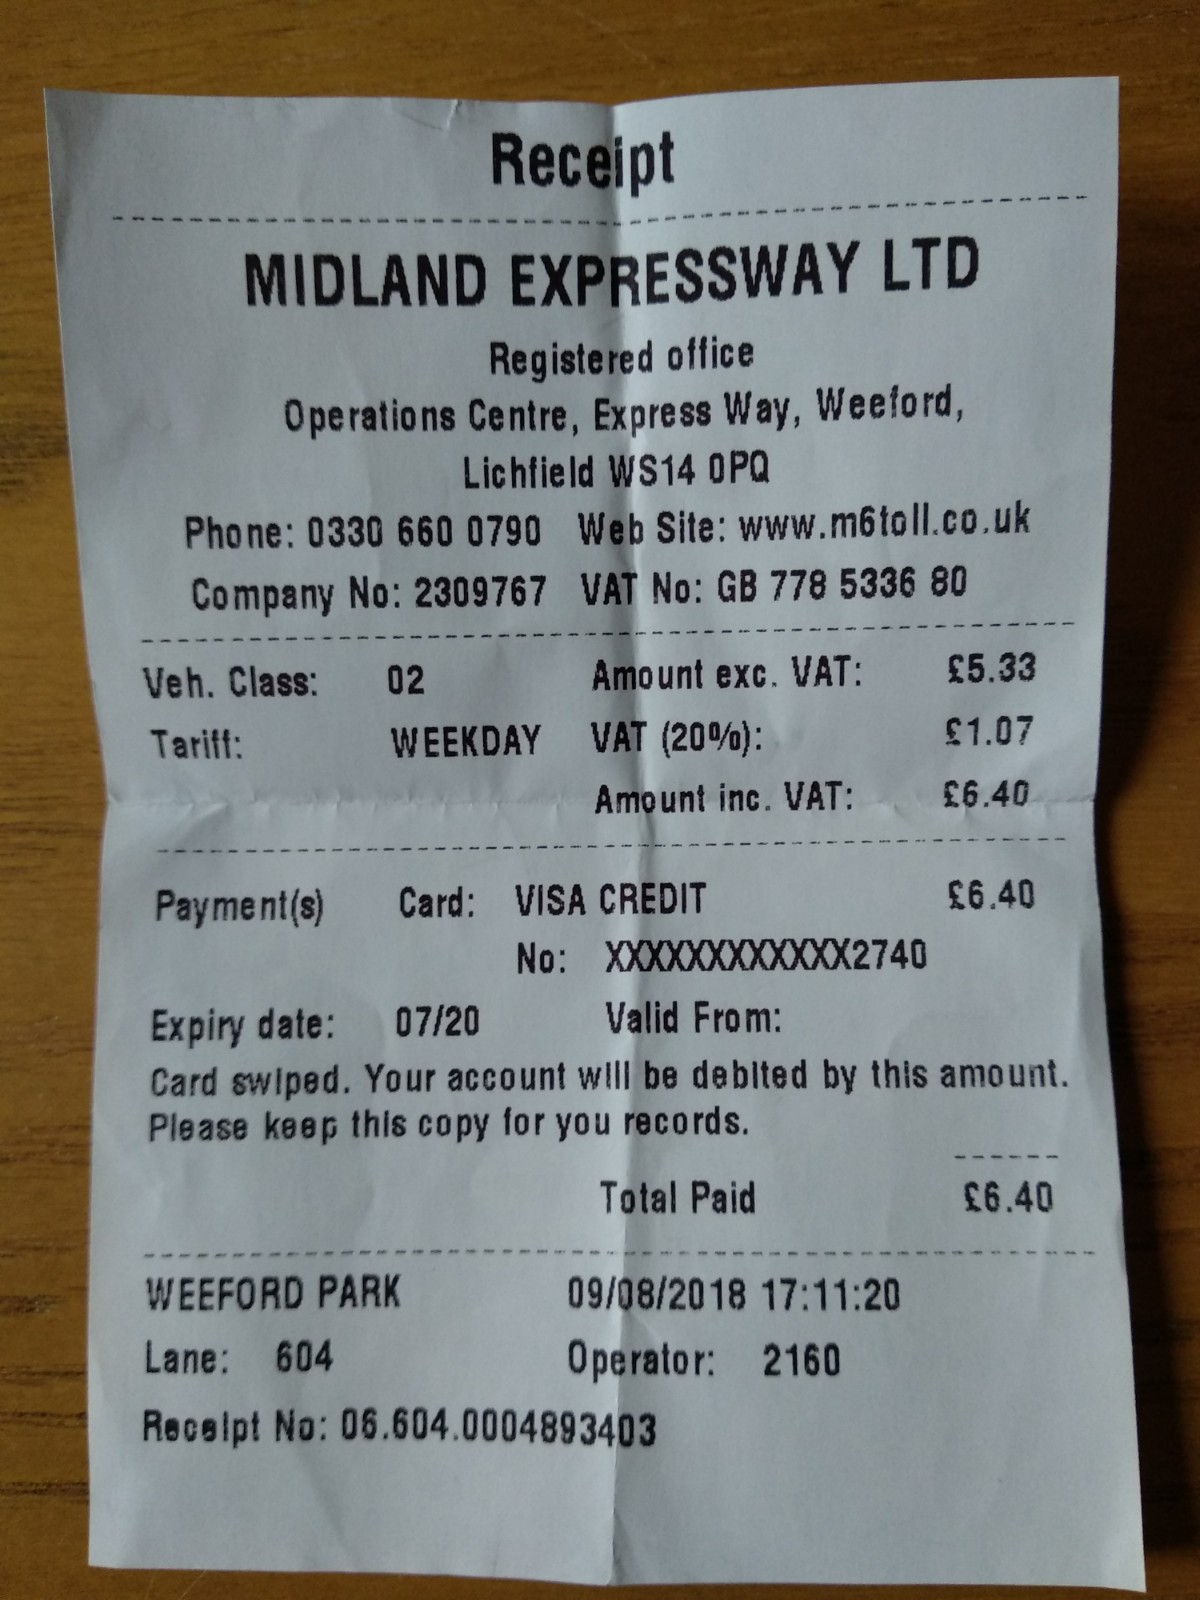 Receipt
MIDLAND EXPRESSWAY LTD
Registered office
Operations Centre, Express Way, Weeford,
Lichfield WS14 0PQ
Phone: 0330 660 0790 Web Site: www.m6toll.co.uk
Company No: 2309767 VAT No: GB 778 5336 80
Veh. Class: 02 Amount exc. VAT: £5.33
Tariff: WEEKDAY VAT (20%): £1.07
Amount inc. VAT: £6.40
Payment(s) Card: VISA CREDIT £6.40
No: XXXXXXXXXXXX2740
Expiry date: 07/20 Valid From:
Card swiped. Your account will be debited by this amount.
Please keep this copy for you records.
Total Paid £6.40
WEEFORD PARK 09/08/2018 17:11:20
Lane: 604 Operator: 2160
Receipt No: 06.604.0004893403